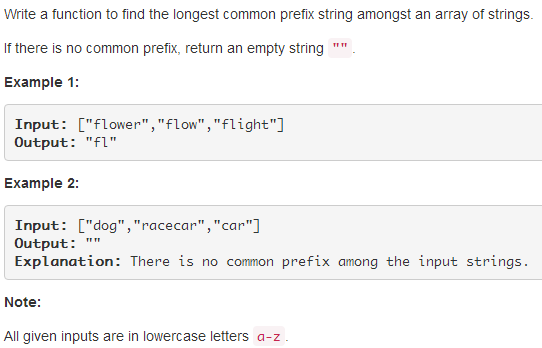 Write a function to find the longest common prefix string amongst an array of strings.
If there is no common prefix, return an empty string "".
Example 1:
Input: ["flower","flow","flight"]
Output: "fl"
Example 2:
Input: ["dog","racecar","car"]
Output: ""
Explanation: There is no common prefix among the input strings.
Note:
All given inputs are in lowercase letters a-z.